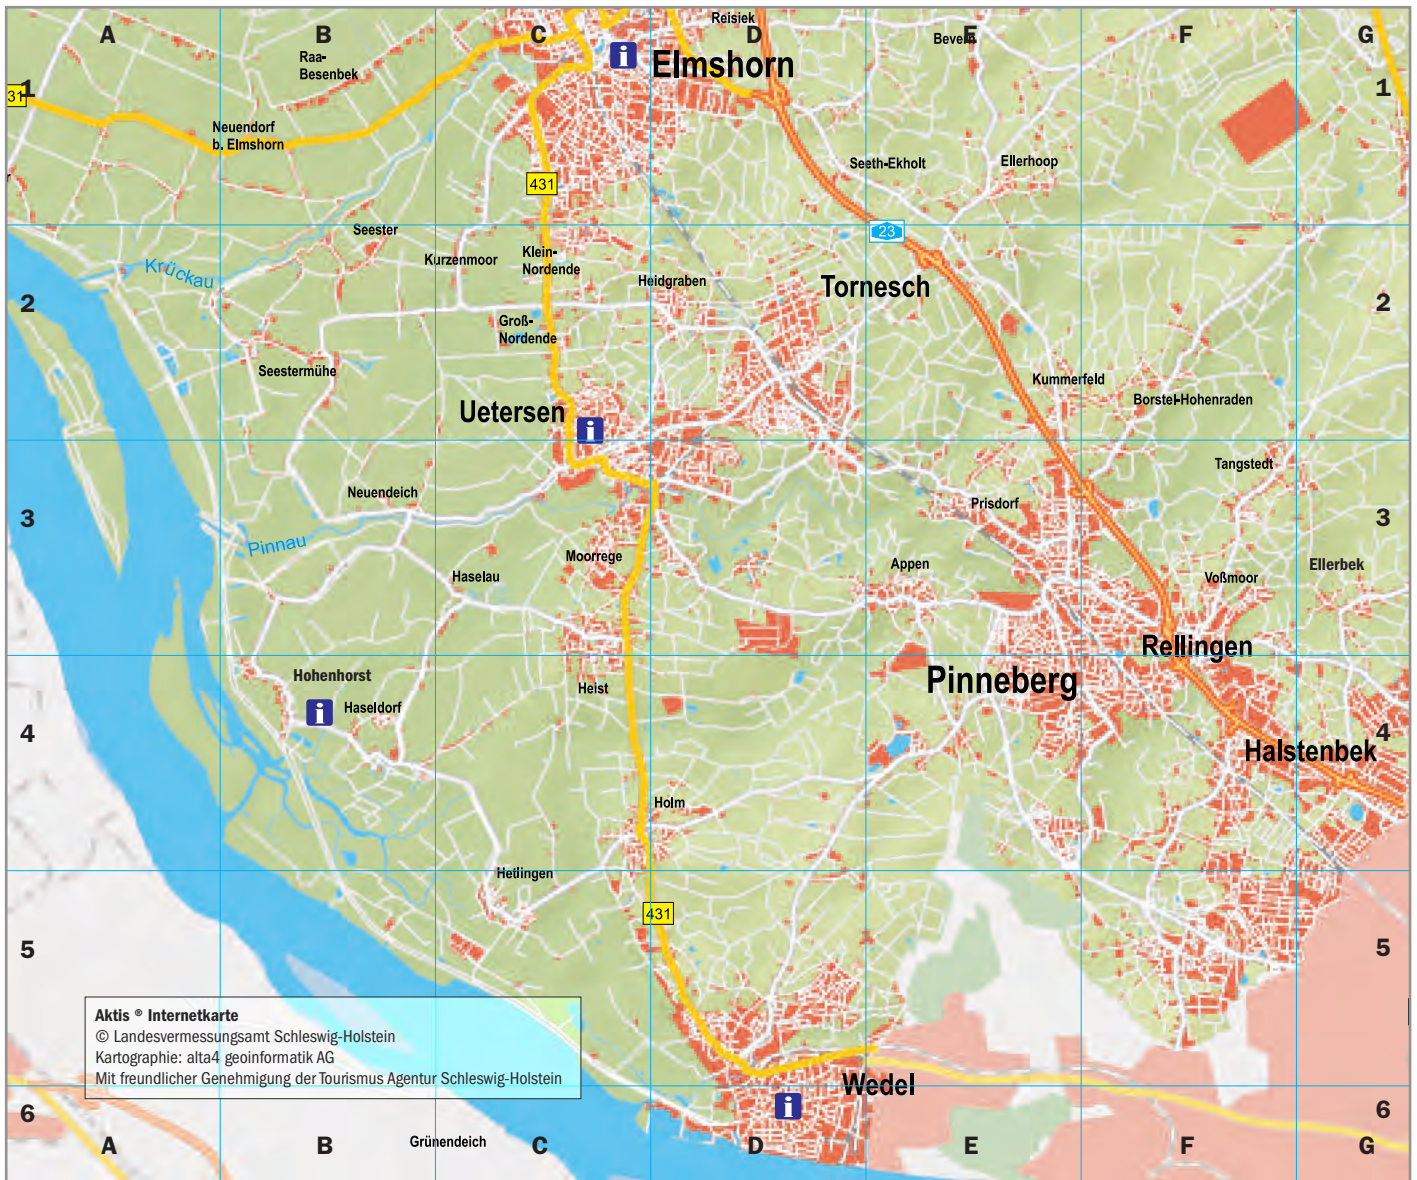 A
B
C
D
E
F
G
Reisiek
Bevern
Raa-
Besenbek
i
Elmshorn
1
1
31
Neuendorf
b. Elmshorn
Seeth-Ekholt
Ellerhoop
431
23
Seester
Krückau
Kurzenmoor
Klein-
Nordende
Heidgraben
Tornesch
2
2
Groß-
Nordende
Seestermühe
Kummerfeld
Borstel-Hohenraden
Uetersen
i
Tangstedt
Neuendeich
Prisdorf
3
3
Pinnau
Moorrege
Appen
Ellerbek
Haselau
Voßmoor
Rellingen
Hohenhorst
Heist
Pinneberg
i
Haseldorf
4
4
Halstenbek
Holm
Hetlingen
431
5
5
Aktis ® Internetkarte
© Landesvermessungsamt Schleswig-Holstein
Kartographie: alta4 geoinformatik AG
Mit freundlicher Genehmigung der Tourismus Agentur Schleswig-Holstein
Wedel
i
6
6
Grünendeich
A
B
C
D
E
F
G